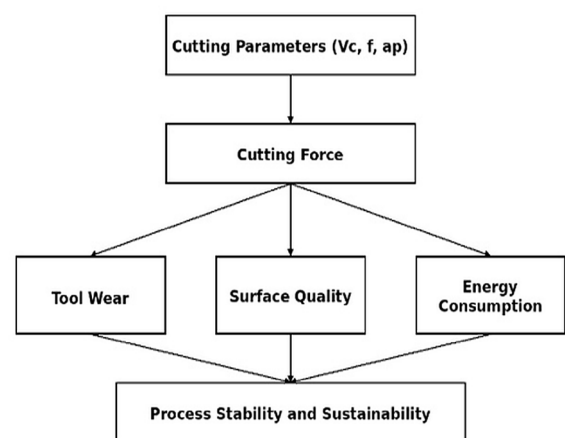 Cutting Parameters (Vc, f, ap)
Cutting Force
Tool Wear
Surface Quality
Energy
Consumption
Process Stability and Sustainability